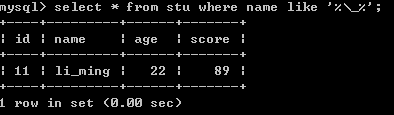 mysql> select * from stu where name like '%\_%';
+----+---------+------+-------+
| id | name    | age  | score |
+----+---------+------+-------+
| 11 | li_ming |   22 |    89 |
+----+---------+------+-------+
1 row in set (0.00 sec)